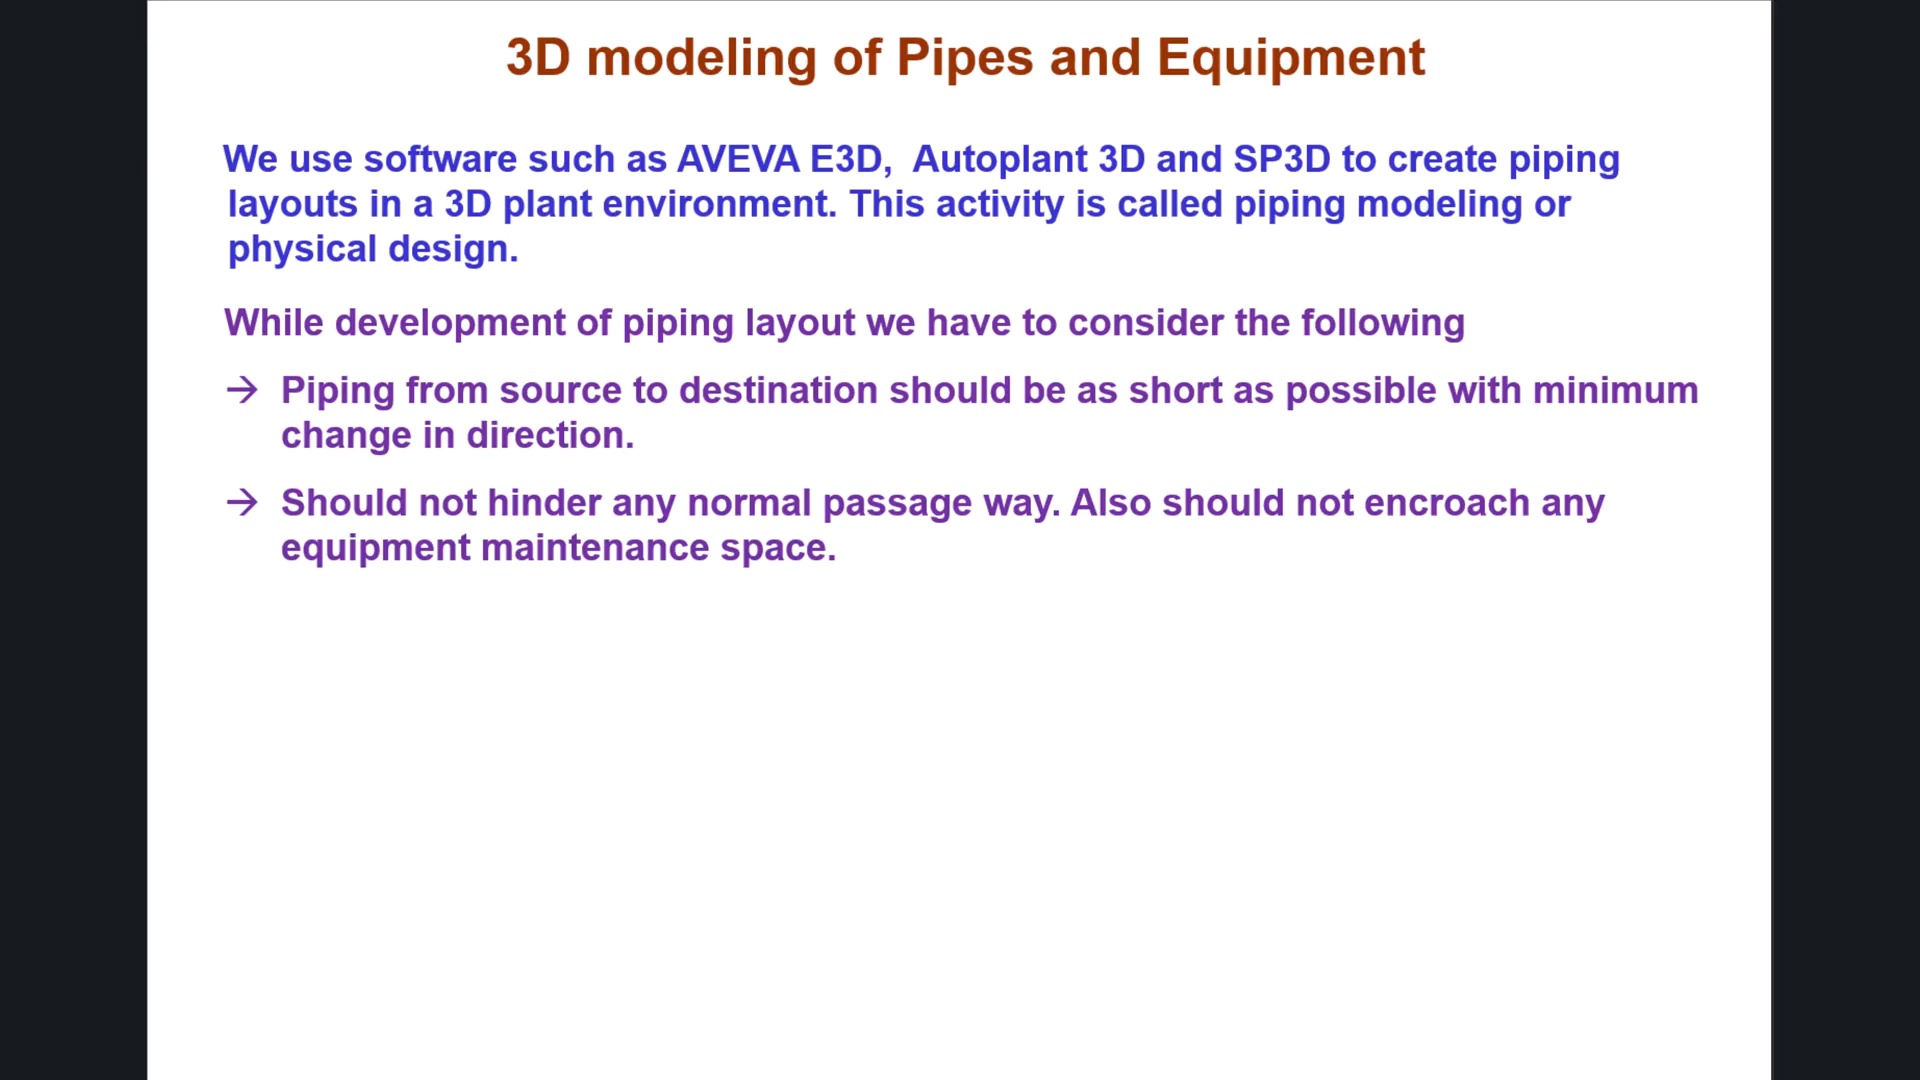 3D modeling of Pipes and Equipment
We use software such as AVEVA E3D,  Autoplant 3D and SP3D to create piping
layouts in a 3D plant environment. This activity is called piping modeling or
physical design.
While development of piping layout we have to consider the following
→ Piping from source to destination should be as short as possible with minimum
change in direction.
→ Should not hinder any normal passage way. Also should not encroach any
equipment maintenance space.